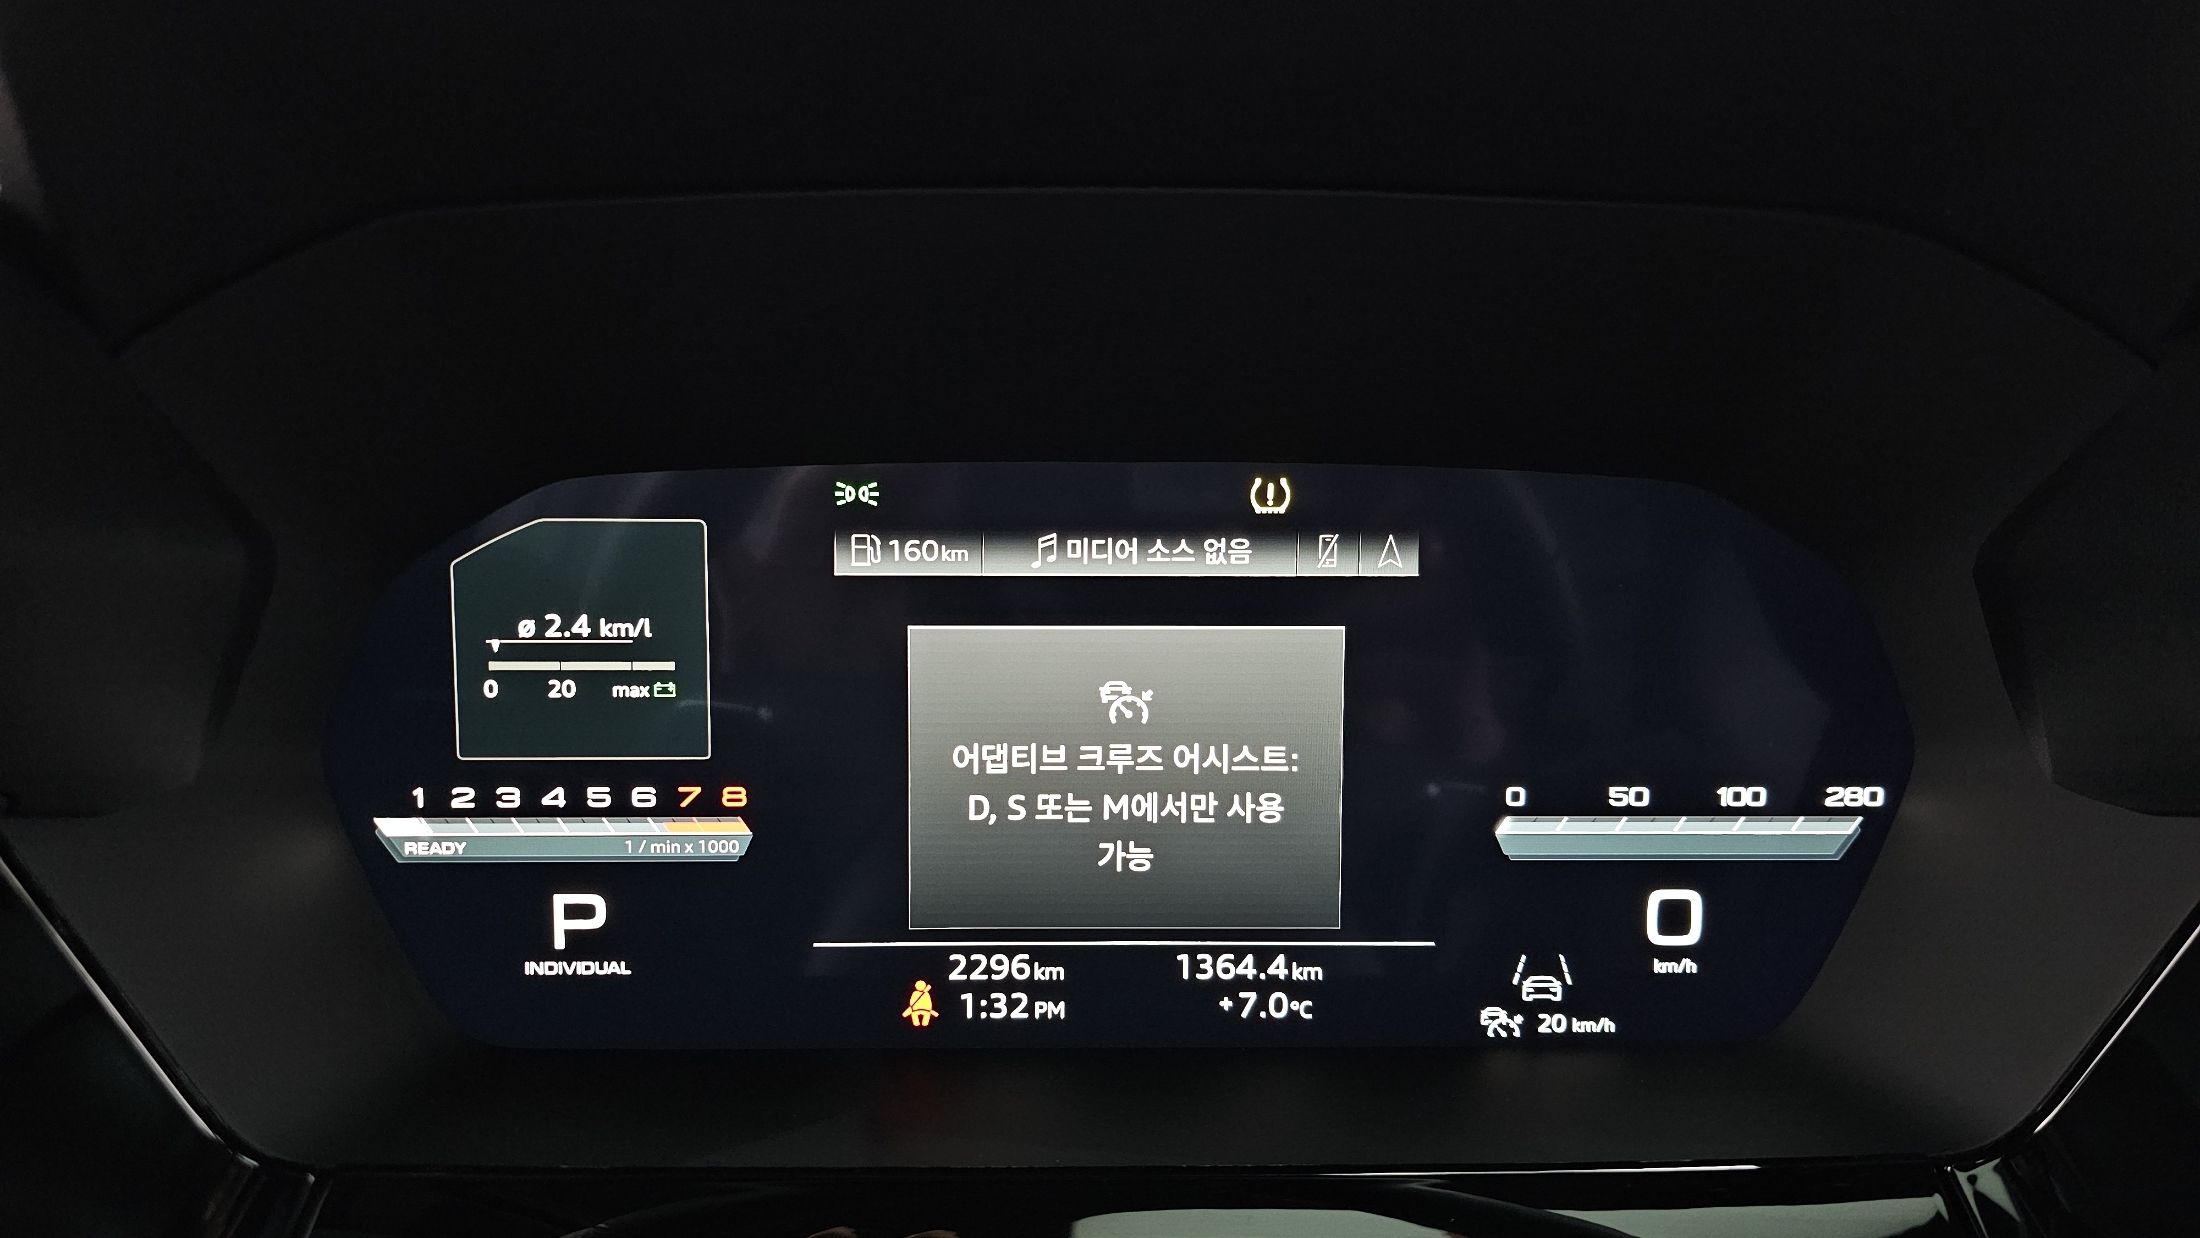 160km
미디어 소스 없음
ø 2.4 km/l
0 20 max
어댑티브 크루즈 어시스트:
D, S 또는 M에서만 사용
가능
1 2 3 4 5 6 7 8
READY 1 / min x 1000
P
INDIVIDUAL
0 50 100 280
0
km/h
2296km 1364.4km
1:32 PM +7.0°C
20 km/h